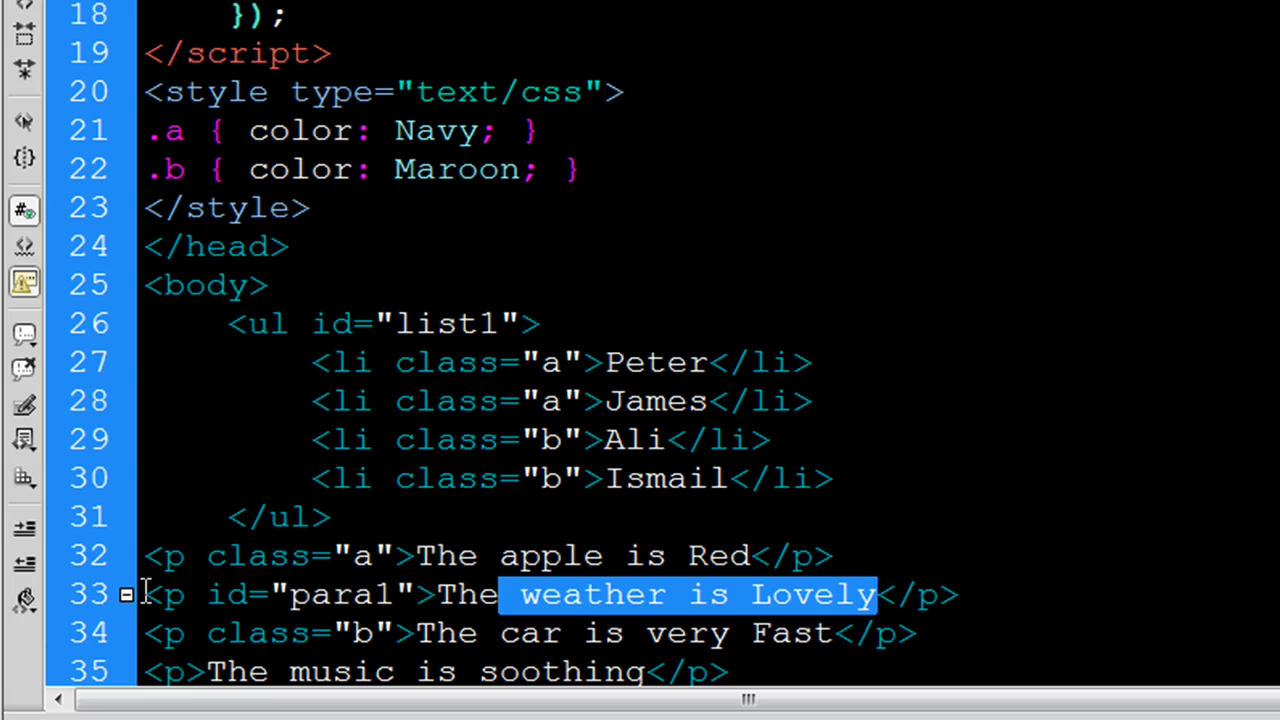 18 });
19 </script>
20 <style type="text/css">
21 .a { color: Navy; }
22 .b { color: Maroon; }
23 </style>
24 </head>
25 <body>
26 <ul id="list1">
27 <li class="a">Peter</li>
28 <li class="a">James</li>
29 <li class="b">Ali</li>
30 <li class="b">Ismail</li>
31 </ul>
32 <p class="a">The apple is Red</p>
33 <p id="para1">The weather is Lovely</p>
34 <p class="b">The car is very Fast</p>
35 <p>The music is soothing</p>